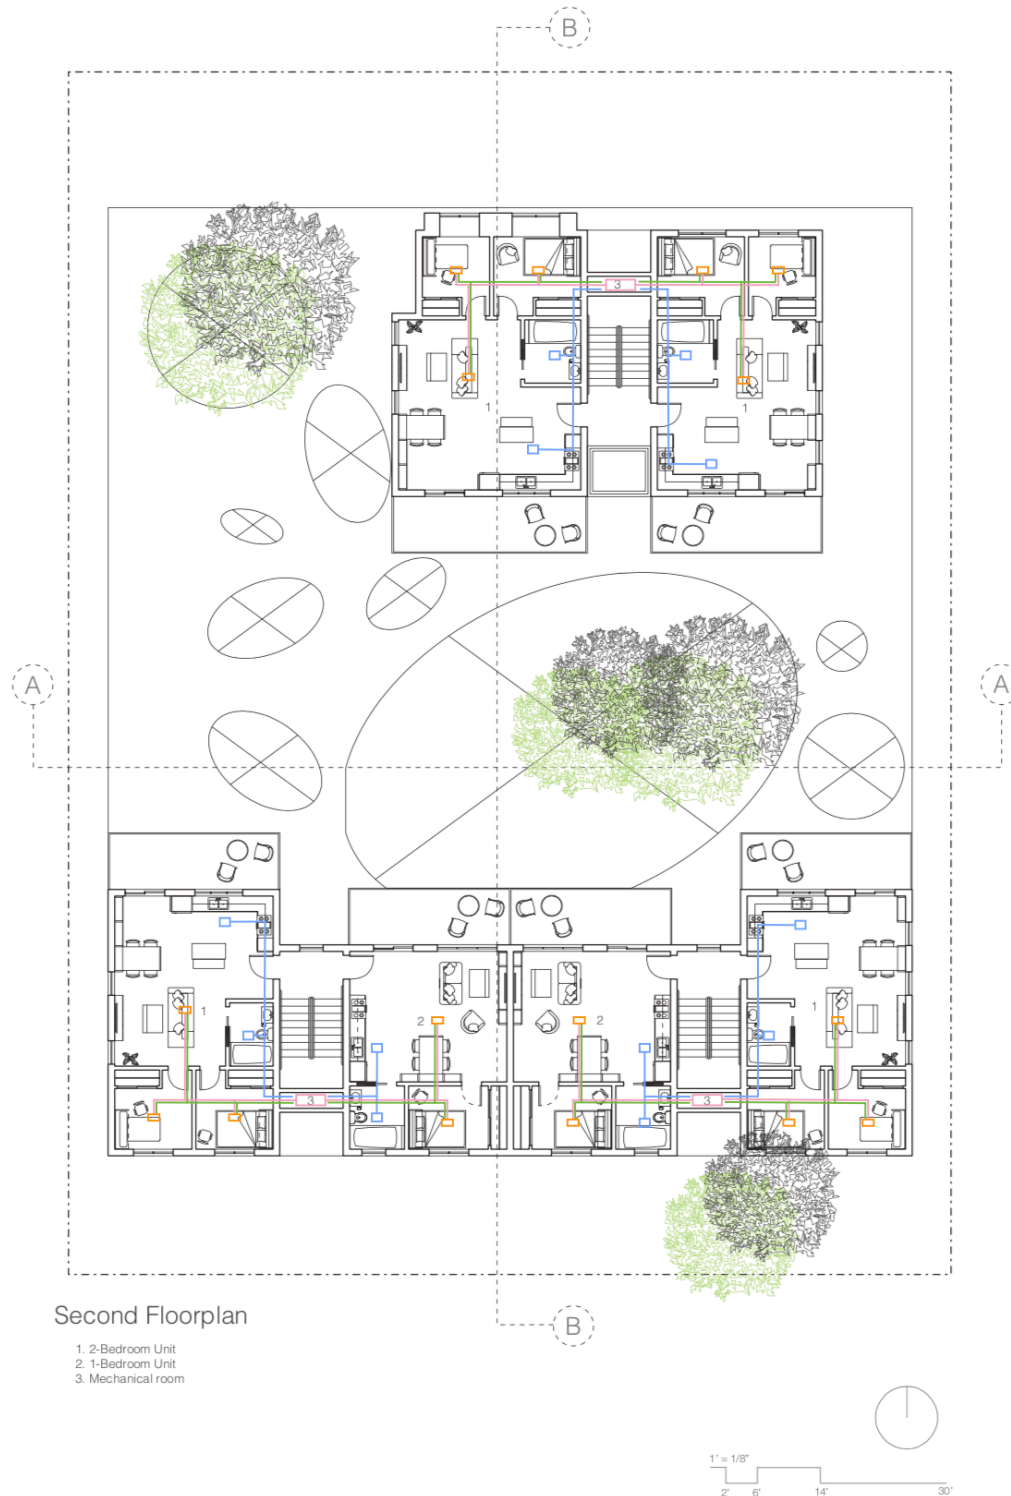 B
3
1
1
A
A
1
2
2
1
3
3
Second Floorplan
B
1. 2-Bedroom Unit
2. 1-Bedroom Unit
3. Mechanical room
1' = 1/8"
2' 6' 14' 30'